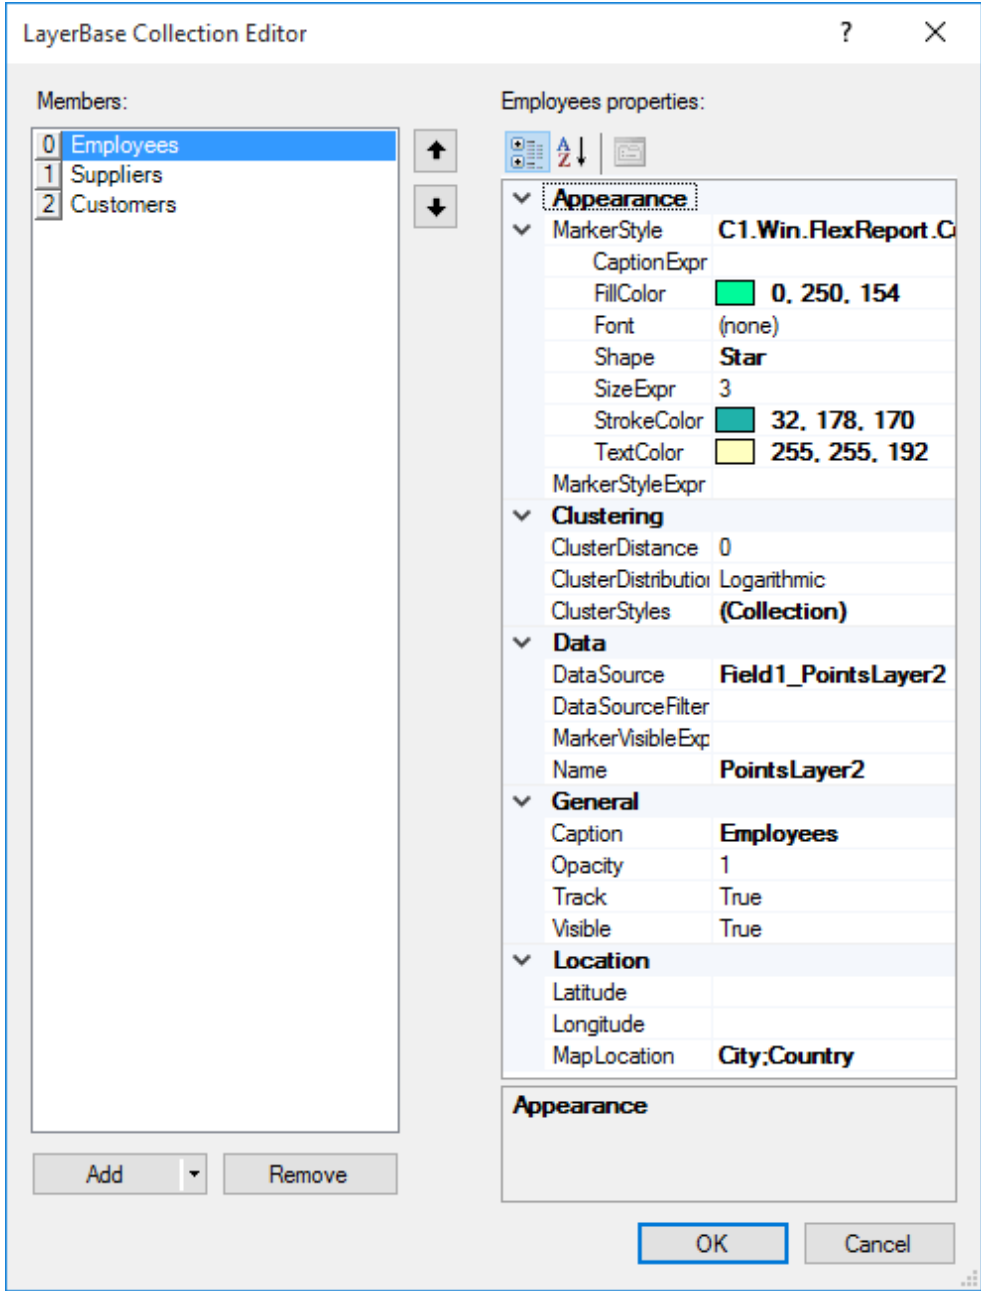 LayerBase Collection Editor ?
Members:
0 Employees
1 Suppliers
2 Customers
Add
Remove
Employees properties:
A Z
Appearance
MarkerStyle C1.Win.FlexReport.Cu
CaptionExpr
FillColor 0, 250, 154
Font (none)
Shape Star
SizeExpr 3
StrokeColor 32, 178, 170
TextColor 255, 255, 192
MarkerStyleExpr
Clustering
ClusterDistance 0
ClusterDistribution Logarithmic
ClusterStyles (Collection)
Data
DataSource Field1_PointsLayer2
DataSourceFilter
MarkerVisibleExp
Name PointsLayer2
General
Caption Employees
Opacity 1
Track True
Visible True
Location
Latitude
Longitude
MapLocation City;Country
Appearance
OK
Cancel